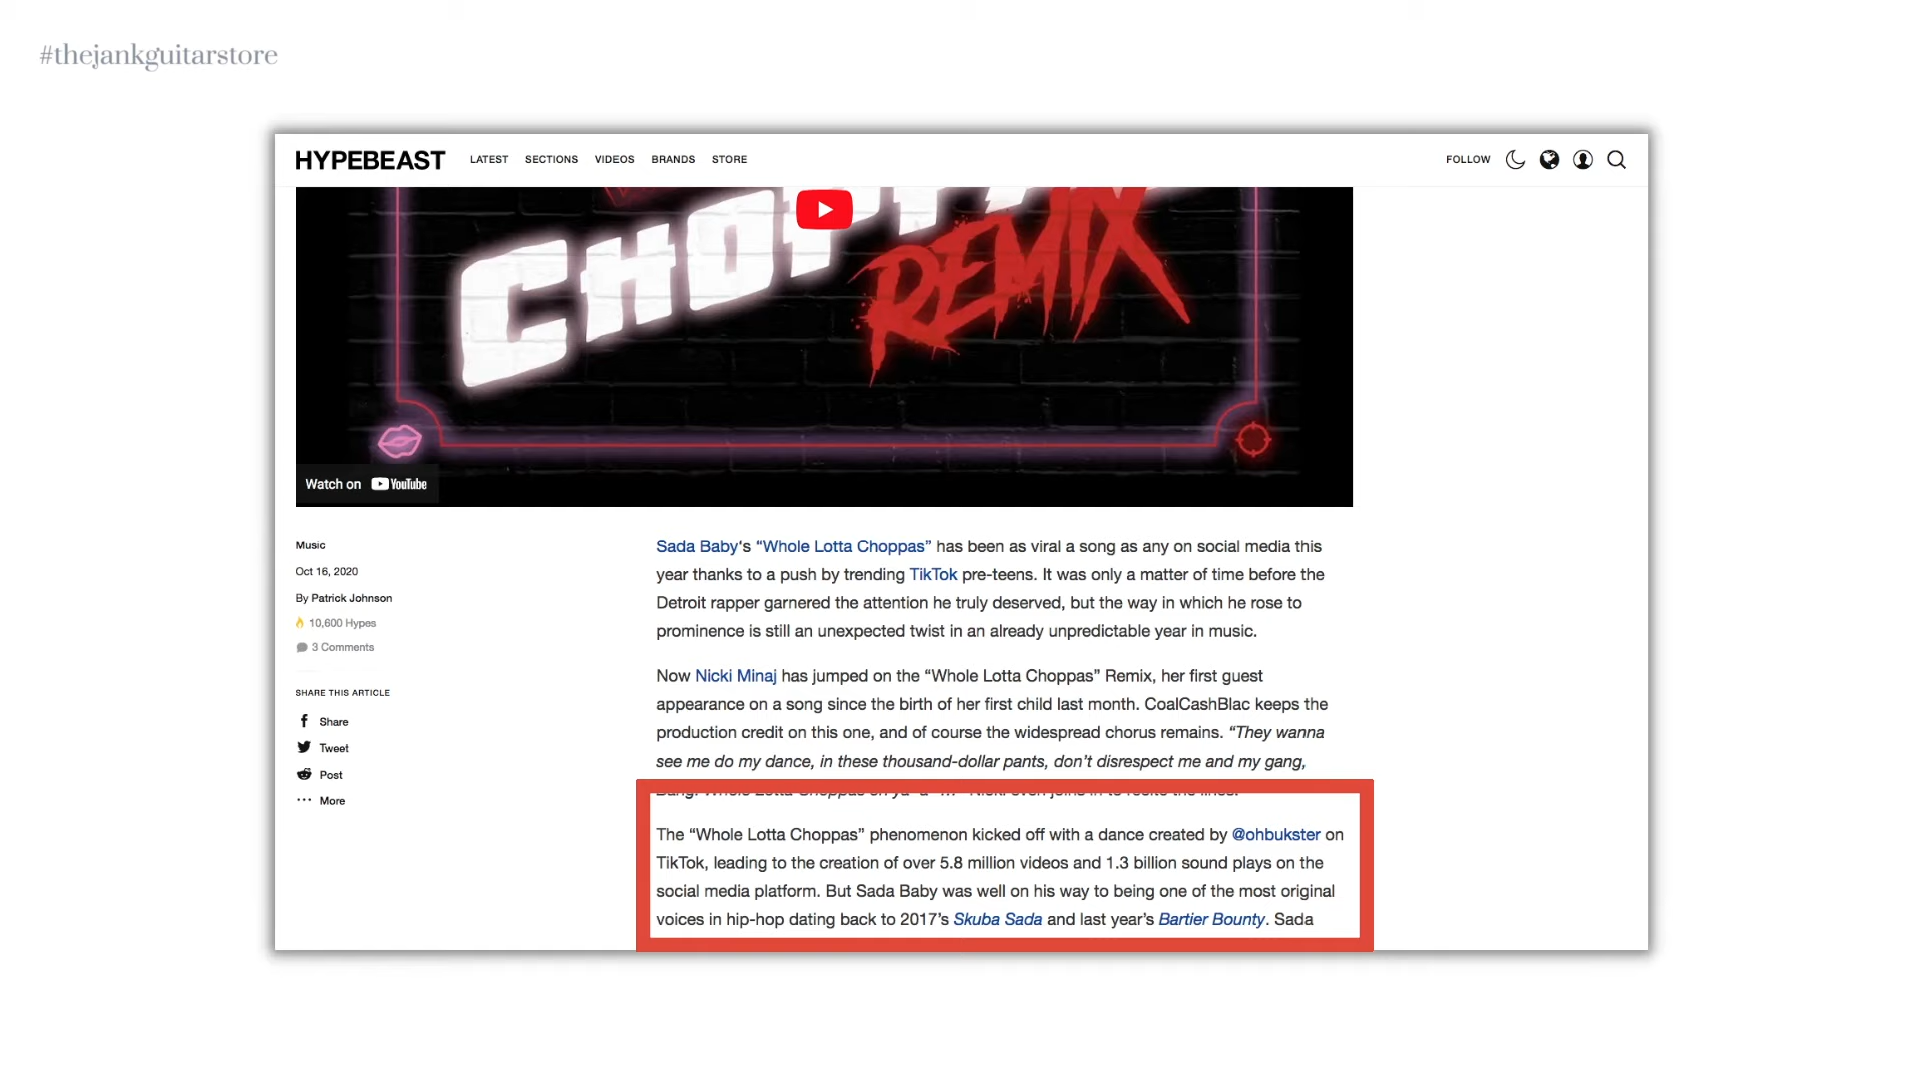 #thejankguitarstore
HYPEBEAST LATEST SECTIONS VIDEOS BRANDS STORE FOLLOW
REMIX
Watch on YouTube
Music
Oct 16, 2020
By Patrick Johnson
10,600 Hypes
3 Comments
SHARE THIS ARTICLE
Share
Tweet
Post
More
Sada Baby‘s “Whole Lotta Choppas” has been as viral a song as any on social media this
year thanks to a push by trending TikTok pre-teens. It was only a matter of time before the
Detroit rapper garnered the attention he truly deserved, but the way in which he rose to
prominence is still an unexpected twist in an already unpredictable year in music.
Now Nicki Minaj has jumped on the “Whole Lotta Choppas” Remix, her first guest
appearance on a song since the birth of her first child last month. CoalCashBlac keeps the
production credit on this one, and of course the widespread chorus remains. “They wanna
see me do my dance, in these thousand-dollar pants, don’t disrespect me and my gang,
The “Whole Lotta Choppas” phenomenon kicked off with a dance created by @ohbukster on
TikTok, leading to the creation of over 5.8 million videos and 1.3 billion sound plays on the
social media platform. But Sada Baby was well on his way to being one of the most original
voices in hip-hop dating back to 2017’s Skuba Sada and last year’s Bartier Bounty. Sada